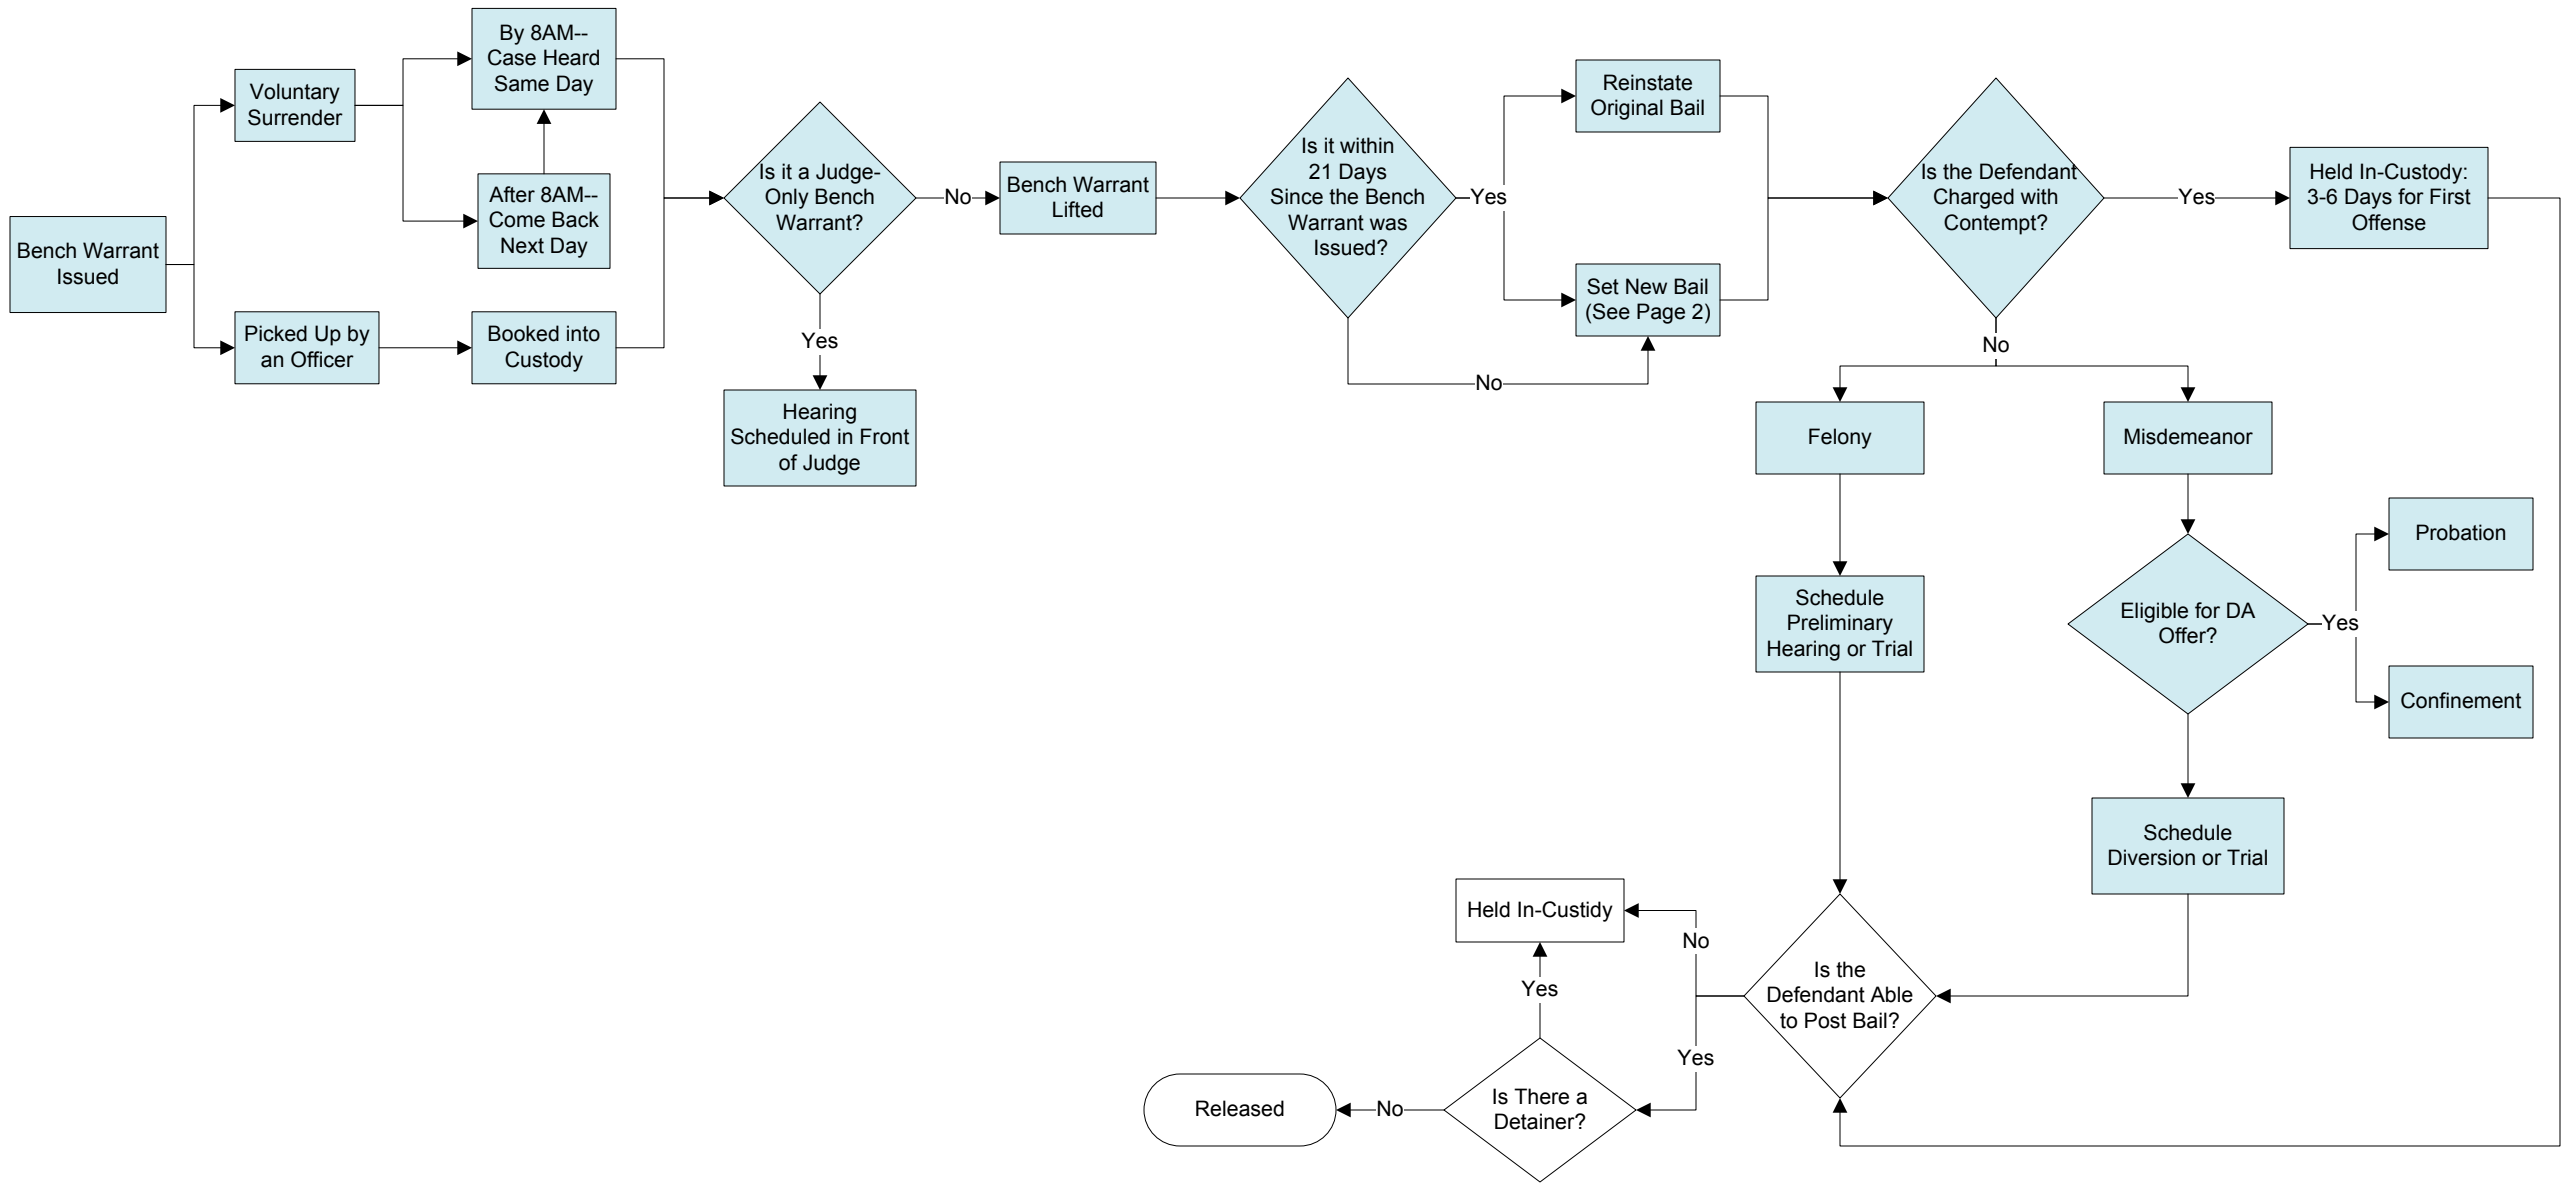 Bench Warrant
Issued
Voluntary
Surrender
Picked Up by
an Officer
By 8AM--
Case Heard
Same Day
After 8AM--
Come Back
Next Day
Booked into
Custody
Is it a Judge-
Only Bench
Warrant?
No
Yes
Hearing
Scheduled in Front
of Judge
Bench Warrant
Lifted
Is it within
21 Days
Since the Bench
Warrant was
Issued?
Yes
No
Reinstate
Original Bail
Set New Bail
(See Page 2)
Is the Defendant
Charged with
Contempt?
Yes
Held In-Custody:
3-6 Days for First
Offense
No
Felony
Misdemeanor
Schedule
Preliminary
Hearing or Trial
Eligible for DA
Offer?
Yes
Probation
Confinement
Schedule
Diversion or Trial
Is the
Defendant Able
to Post Bail?
No
Yes
Held In-Custidy
Yes
Is There a
Detainer?
No
Released